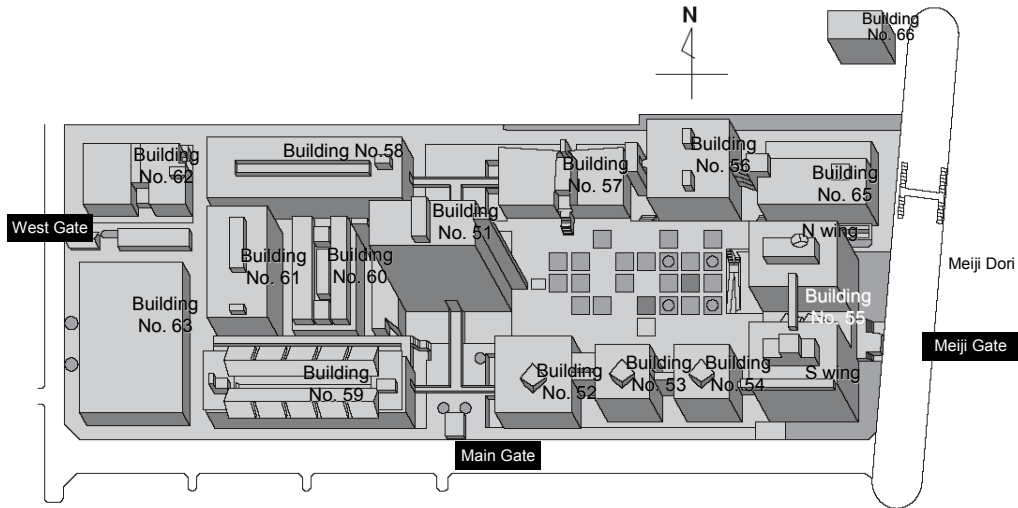 N
Building
No. 66
Building
No. 62
Building No.58
Building
No. 57
Building
No. 56
Building
No. 65
West Gate
Building
No. 51
N wing
Building
No. 61
Building
No. 60
Meiji Dori
Building
No. 63
Building
No. 55
Meiji Gate
Building
No. 59
Building
No. 52
Building
No. 53
Building
No. 54
S wing
Main Gate